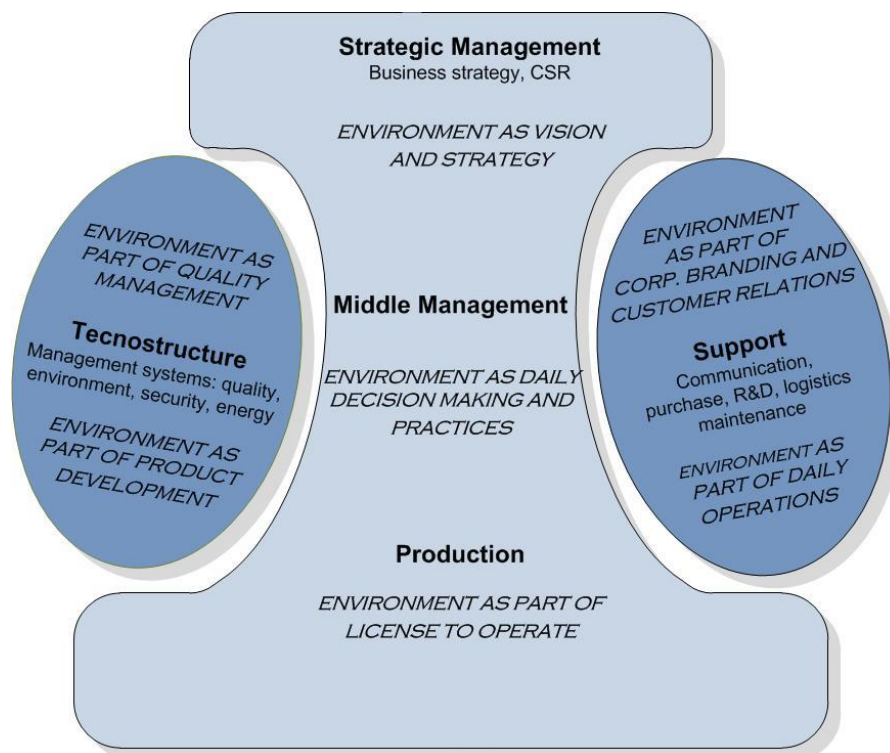 Strategic Management
Business strategy, CSR
ENVIRONMENT AS VISION
AND STRATEGY
ENVIRONMENT AS
PART OF QUALITY
MANAGEMENT
Tecnostructure
Management systems: quality,
environment, security, energy
ENVIRONMENT AS
PART OF PRODUCT
DEVELOPMENT
Middle Management
ENVIRONMENT AS DAILY
DECISION MAKING AND
PRACTICES
ENVIRONMENT
AS PART OF
CORP. BRANDING AND
CUSTOMER RELATIONS
Support
Communication,
purchase, R&D, logistics
maintenance
ENVIRONMENT AS
PART OF DAILY
OPERATIONS
Production
ENVIRONMENT AS PART OF
LICENSE TO OPERATE